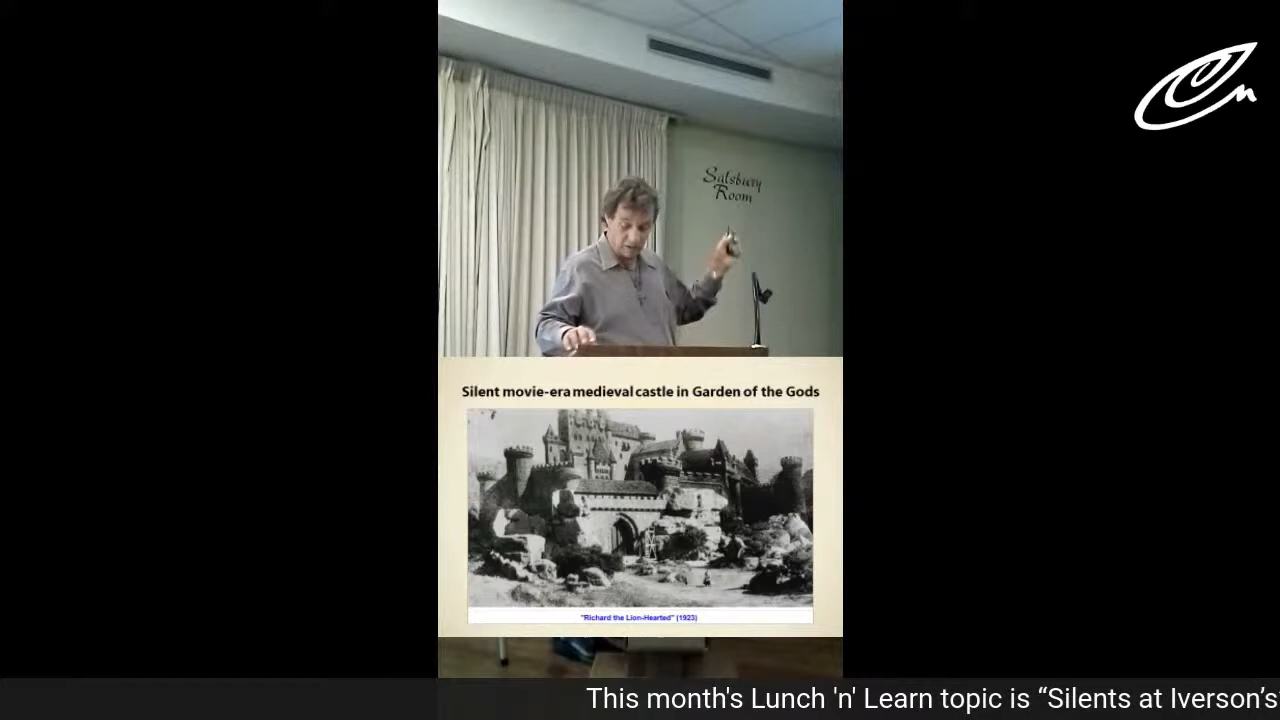 Salsbury
Room
Silent movie-era medieval castle in Garden of the Gods
"Richard the Lion-Hearted" (1923)
This month's Lunch 'n' Learn topic is “Silents at Iverson’s